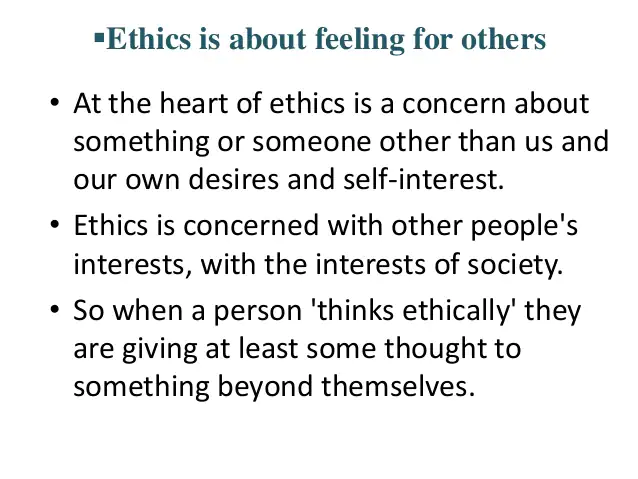 ▪Ethics is about feeling for others
• At the heart of ethics is a concern about
something or someone other than us and
our own desires and self-interest.
• Ethics is concerned with other people's
interests, with the interests of society.
• So when a person 'thinks ethically' they
are giving at least some thought to
something beyond themselves.